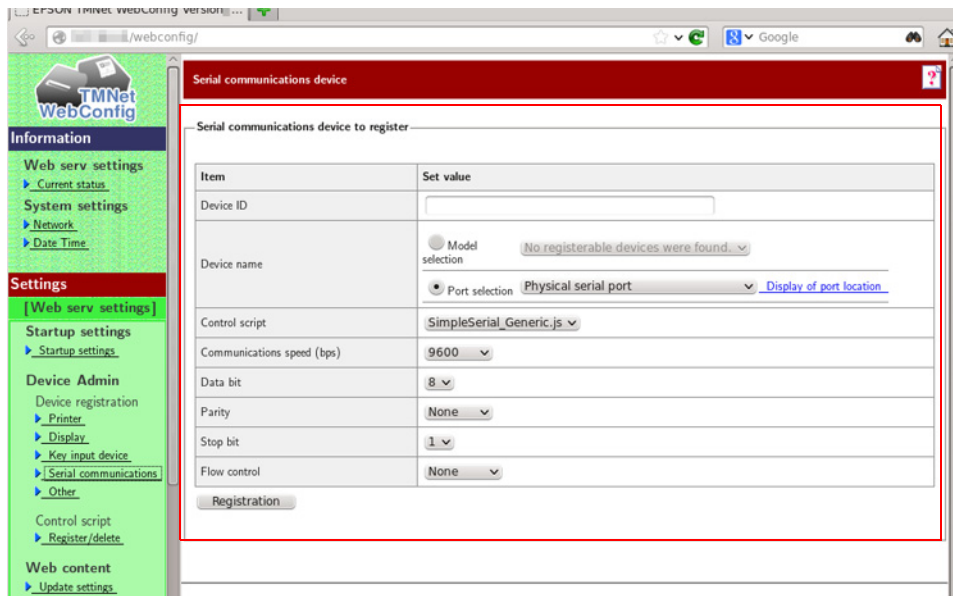 EPSON TMNet WebConfig Version ...
/webconfig/
Google
TMNet
WebConfig
Information
Web serv settings
Current status
System settings
Network
Date Time
Settings
[Web serv settings]
Startup settings
Startup settings
Device Admin
Device registration
Printer
Display
Key input device
Serial communications
Other
Control script
Register/delete
Web content
Update settings
Serial communications device
?
Serial communications device to register
Item Set value
Device ID
Device name
Model selection No registerable devices were found.
Port selection Physical serial port Display of port location
Control script SimpleSerial_Generic.js
Communications speed (bps) 9600
Data bit 8
Parity None
Stop bit 1
Flow control None
Registration